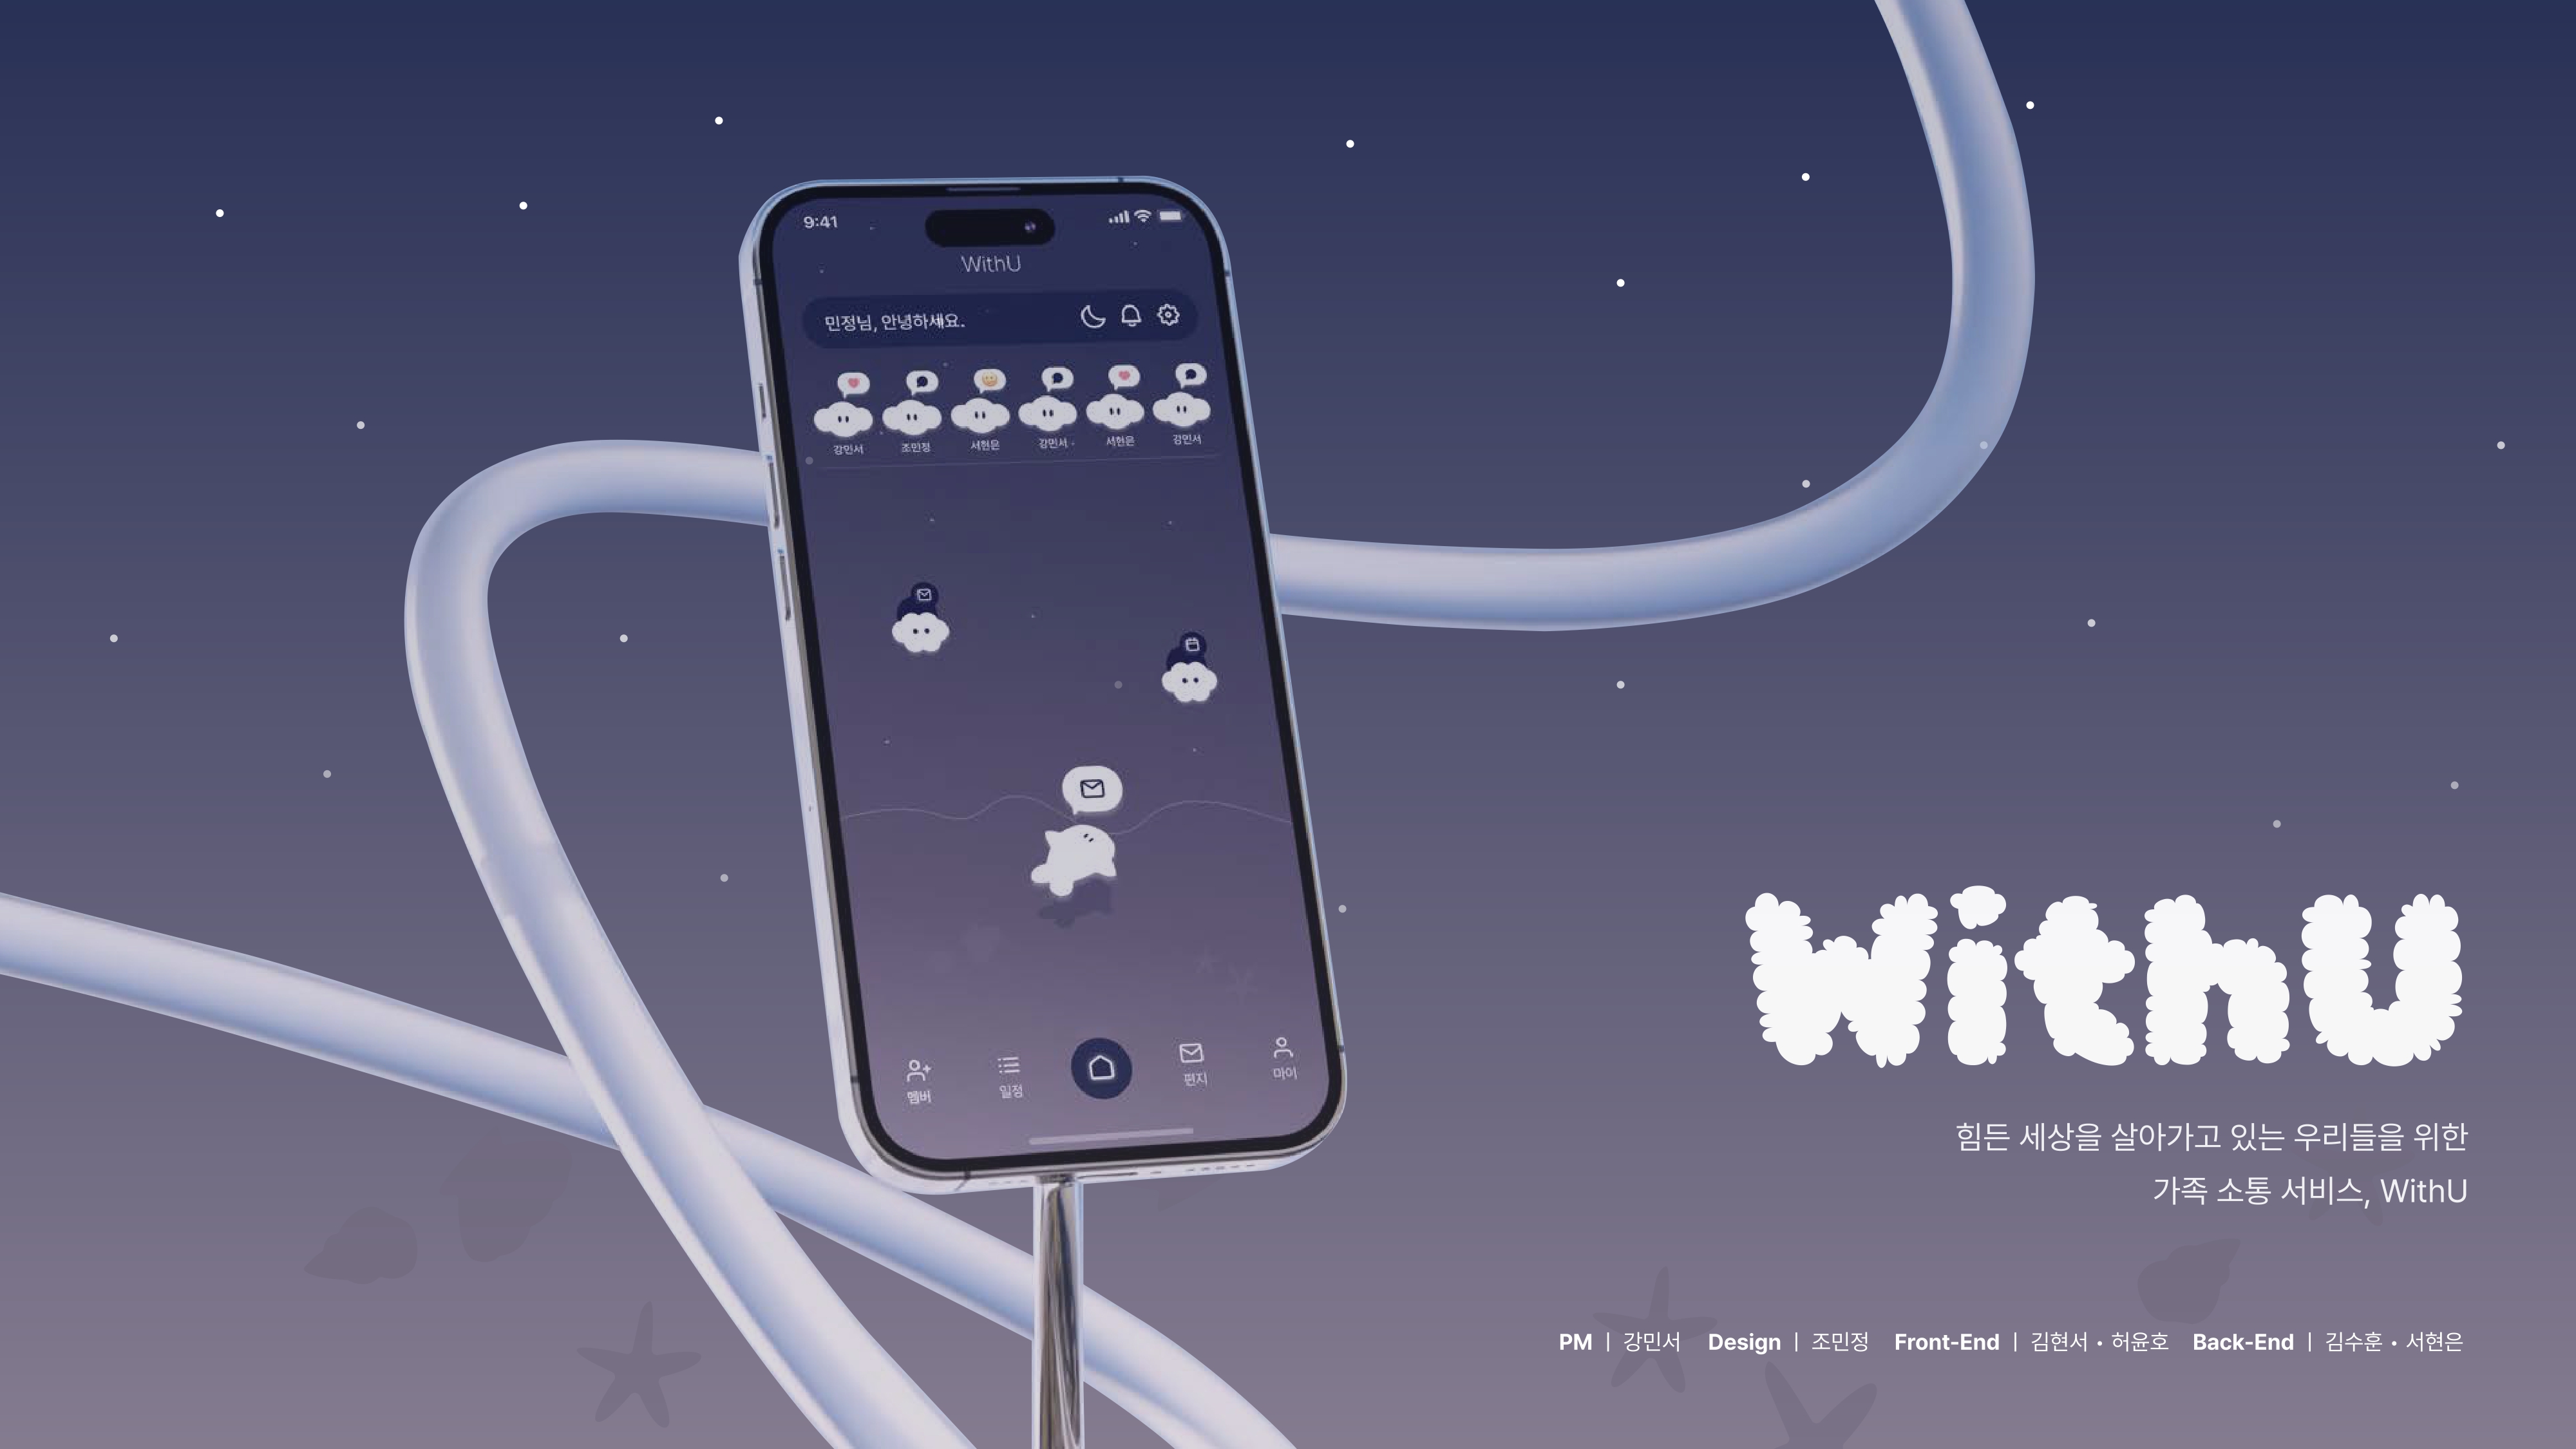 9:41
WithU
민정님, 안녕하세요.
강민서 조민정 서현은 강민서 서현은 강민서
멤버 일정 편지 마이
WithU
힘든 세상을 살아가고 있는 우리들을 위한
가족 소통 서비스, WithU
PM | 강민서 Design | 조민정 Front-End | 김현서 • 허윤호 Back-End | 김수훈 • 서현은